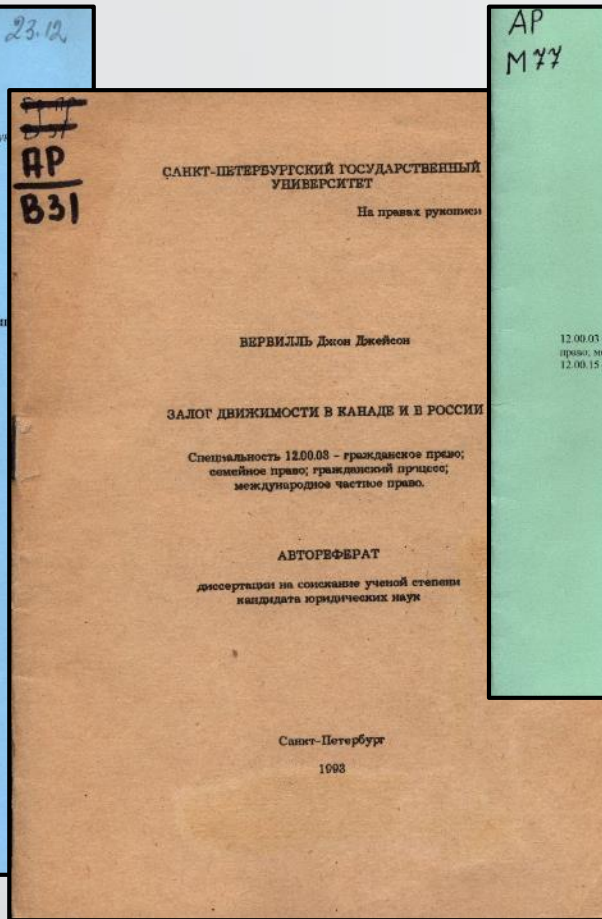 23.12
АР
В31
САНКТ-ПЕТЕРБУРГСКИЙ ГОСУДАРСТВЕННЫЙ
УНИВЕРСИТЕТ
На правах рукописи
ВЕРВИЛЛЬ Джон Джейсон
ЗАЛОГ ДВИЖИМОСТИ В КАНАДЕ И В РОССИИ
Специальность 12.00.03 – гражданское право;
семейное право; гражданский процесс;
международное частное право.
АВТОРЕФЕРАТ
диссертации на соискание ученой степени
кандидата юридических наук
Санкт-Петербург
1993
АР
М77
12.00.03
право; м
12.00.15